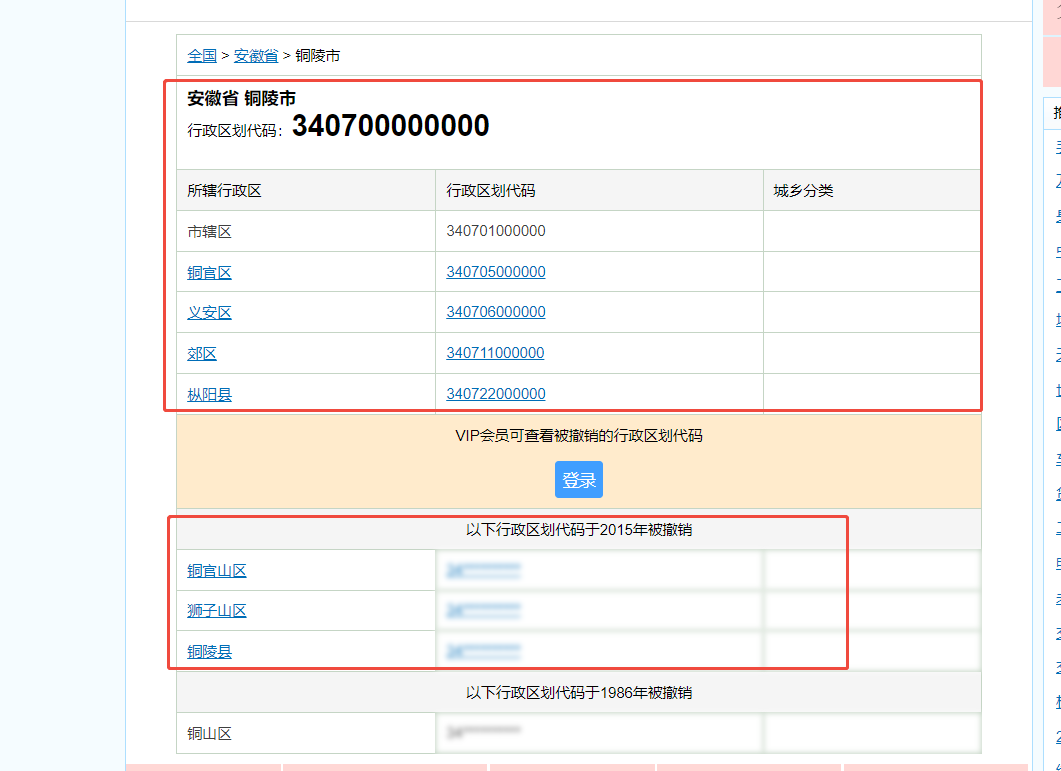 全国 > 安徽省 > 铜陵市
安徽省 铜陵市
行政区划代码：340700000000
所辖行政区 行政区划代码 城乡分类
市辖区 340701000000
铜官区 340705000000
义安区 340706000000
郊区 340711000000
枞阳县 340722000000
VIP会员可查看被撤销的行政区划代码
登录
以下行政区划代码于2015年被撤销
铜官山区
狮子山区
铜陵县
以下行政区划代码于1986年被撤销
铜山区